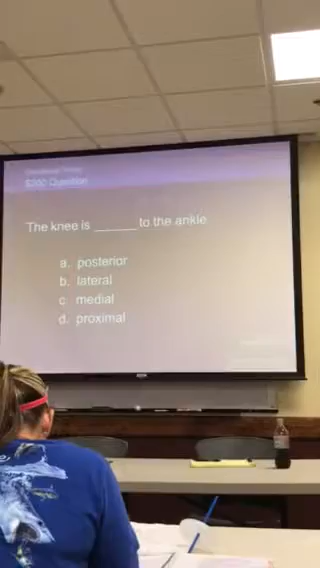 $200 Question
The knee is ______ to the ankle
a. posterior
b. lateral
c. medial
d. proximal